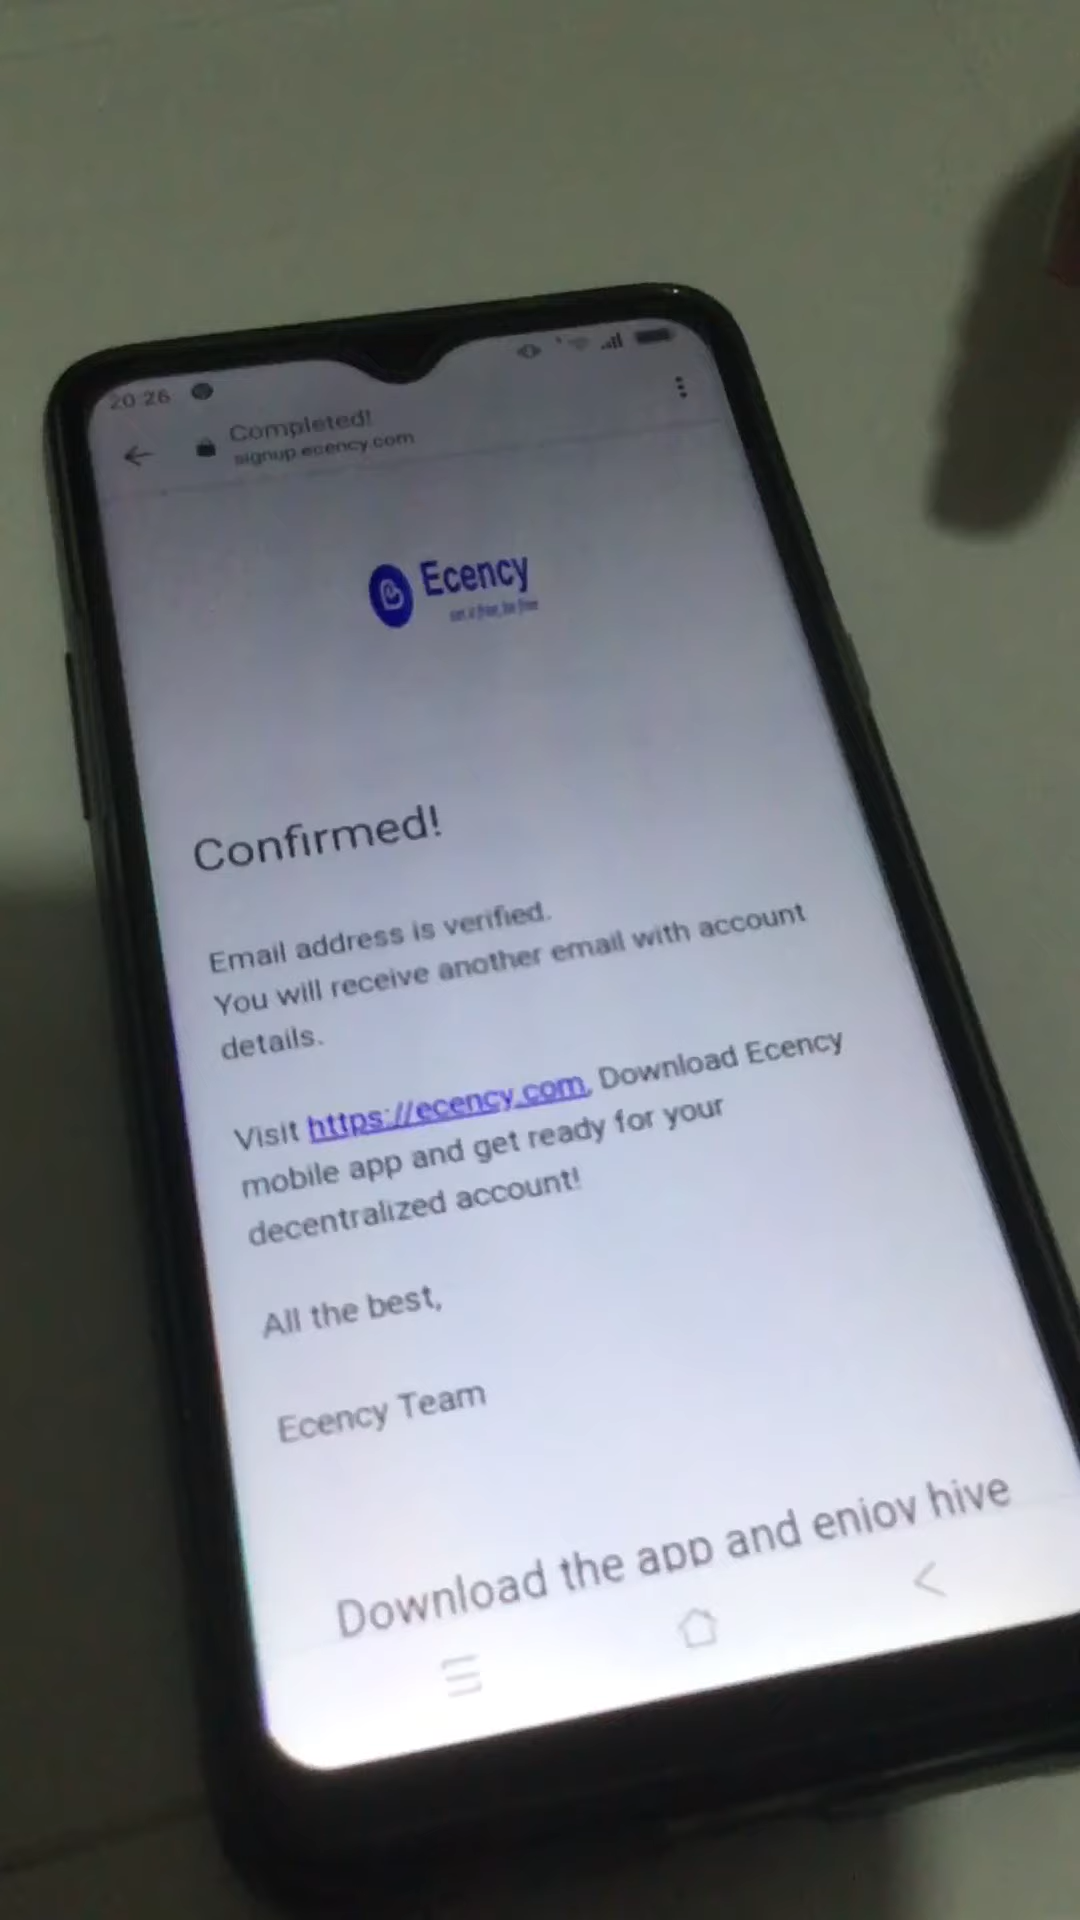 20:26
Completed!
signup.ecency.com
Ecency
Confirmed!
Email address is verified.
You will receive another email with account
details.
Visit https://ecency.com, Download Ecency
mobile app and get ready for your
decentralized account!
All the best,
Ecency Team
Download the app and enjoy hive